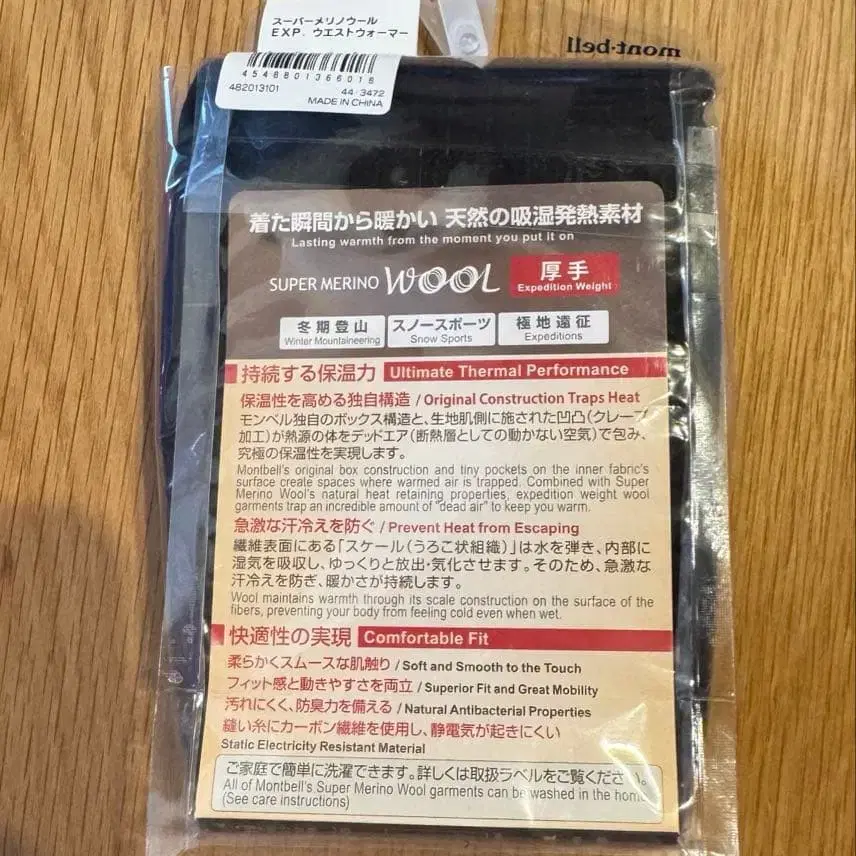 スーパーメリノウール
EXP. ウエストウォーマー
mont-bell
4548801366016
482013101 44 3472
MADE IN CHINA
着た瞬間から暖かい 天然の吸湿発熱素材
Lasting warmth from the moment you put it on
SUPER MERINO WOOL 厚手
Expedition Weight
冬期登山 スノースポーツ 極地遠征
Winter Mountaineering Snow Sports Expeditions
持続する保温力 Ultimate Thermal Performance
保温性を高める独自構造 / Original Construction Traps Heat
モンベル独自のボックス構造と、生地肌側に施された凹凸(クレープ
加工)が熱源の体をデッドエア(断熱層としての動かない空気)で包み、
究極の保温性を実現します。
Montbell's original box construction and tiny pockets on the inner fabric's
surface create spaces where warmed air is trapped. Combined with Super
Merino Wool's natural heat retaining properties, expedition weight wool
garments trap an incredible amount of "dead air" to keep you warm.
急激な汗冷えを防ぐ / Prevent Heat from Escaping
繊維表面にある「スケール(うろこ状組織)」は水を弾き、内部に
湿気を吸収し、ゆっくりと放出・気化させます。そのため、急激な
汗冷えを防ぎ、暖かさが持続します。
Wool maintains warmth through its scale construction on the surface of the
fibers, preventing your body from feeling cold even when wet.
快適性の実現 Comfortable Fit
柔らかくスムースな肌触り / Soft and Smooth to the Touch
フィット感と動きやすさを両立 / Superior Fit and Great Mobility
汚れにくく、防臭力を備える / Natural Antibacterial Properties
縫い糸にカーボン繊維を使用し、静電気が起きにくい
Static Electricity Resistant Material
ご家庭で簡単に洗濯できます。詳しくは取扱ラベルをご覧ください。
All of Montbell's Super Merino Wool garments can be washed in the home
(See care instructions)